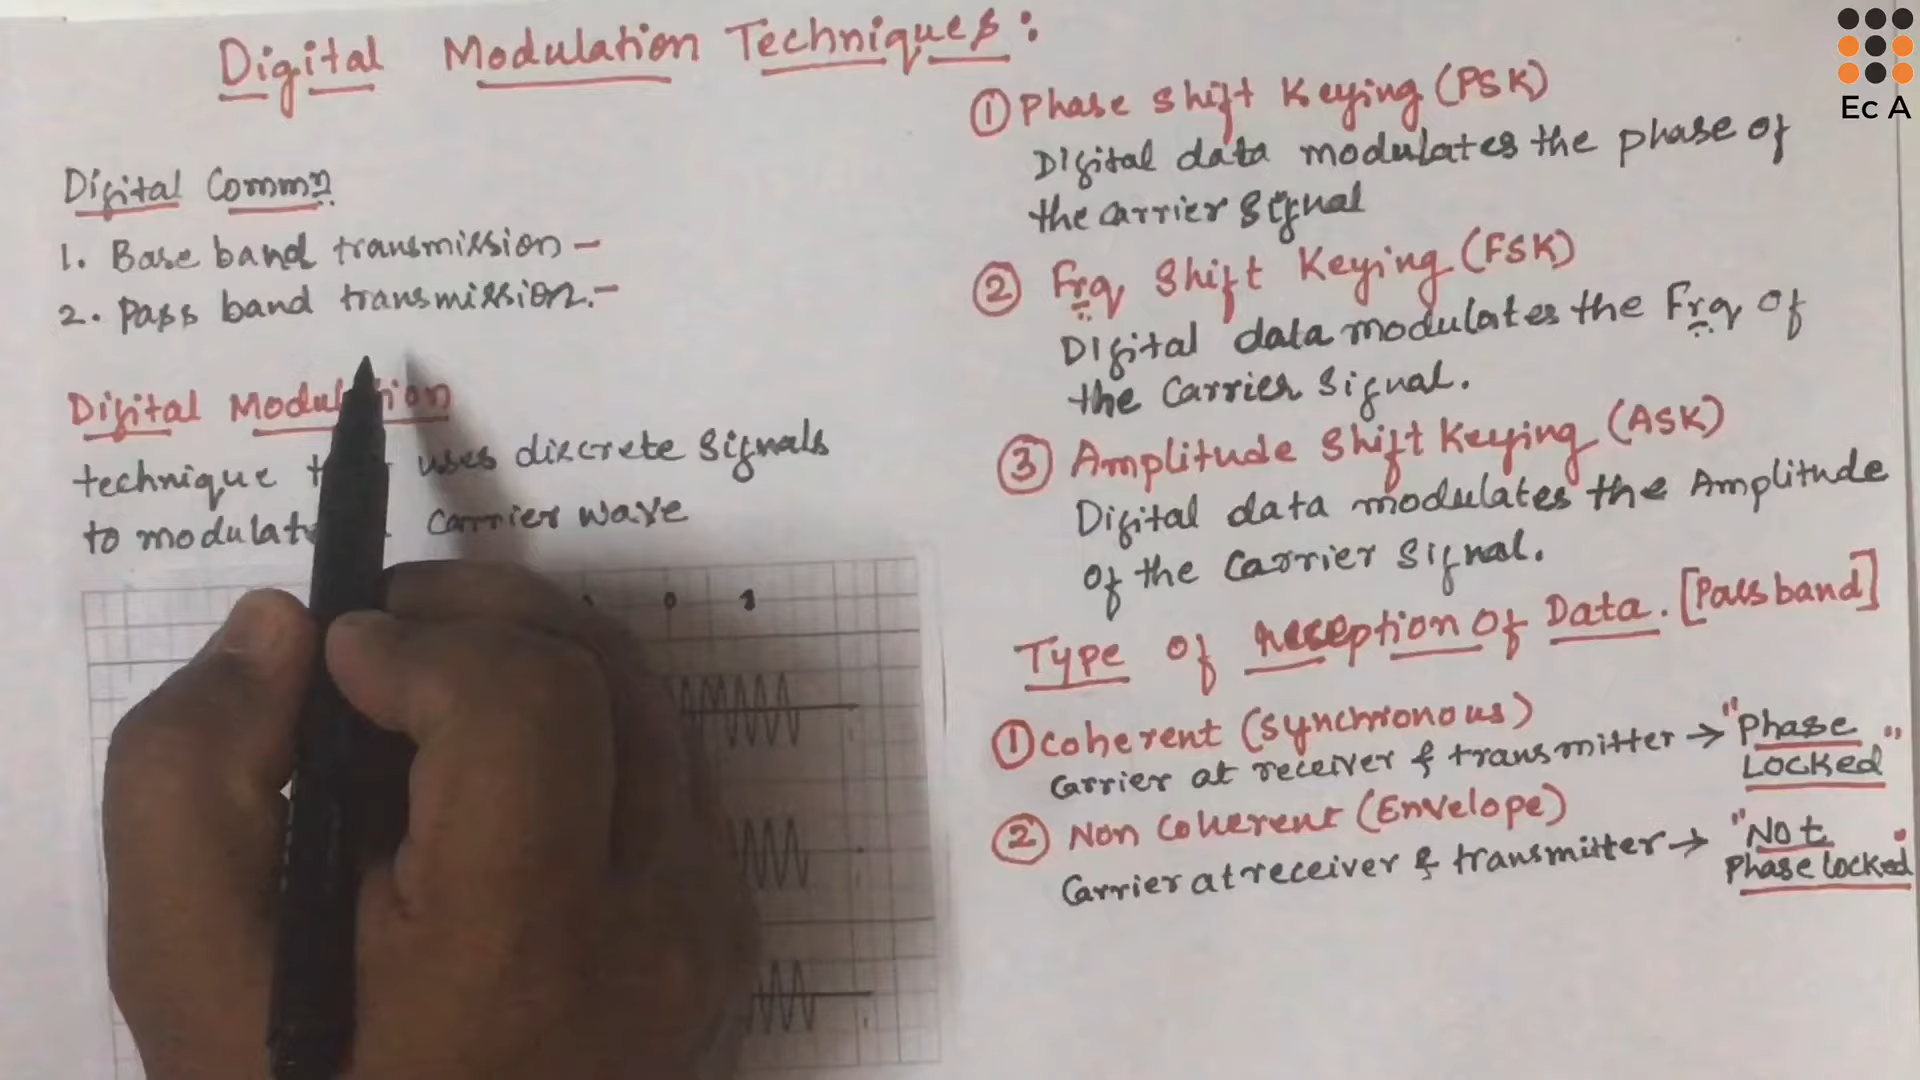 Digital Modulation Techniques:
Digital Commn
1. Base band transmission -
2. Pass band transmission. -
Digital Modulation
technique uses discrete signals
to modulate carrier wave
0 1
① Phase Shift Keying (PSK)
Digital data modulates the phase of
the carrier signal
② Frq Shift Keying (FSK)
Digital data modulates the Frq of
the carrier signal.
③ Amplitude Shift Keying (ASK)
Digital data modulates the Amplitude
of the carrier signal.
Type of reception of Data. [Pass band]
① Coherent (Synchronous)
Carrier at receiver & transmitter → "Phase
Locked"
② Non Coherent (Envelope)
Carrier at receiver & transmitter → "Not
Phase locked
Ec A